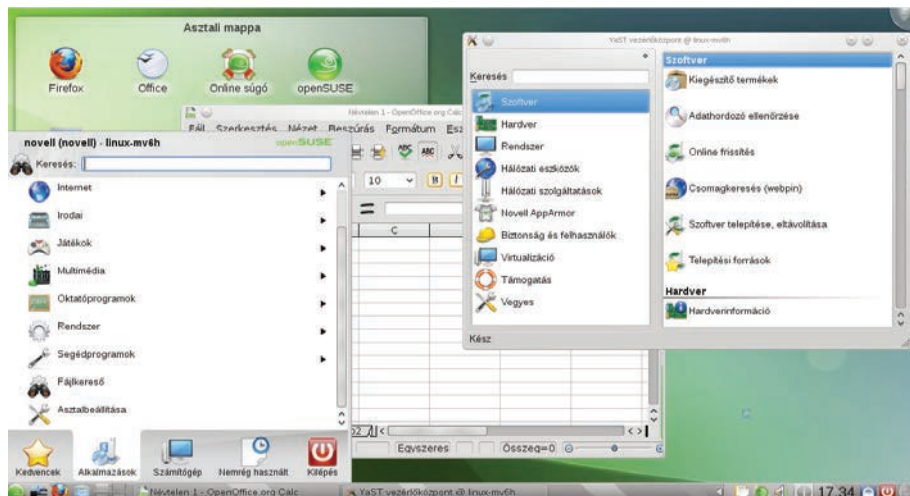 Asztali mappa
Firefox
Office
Online súgó
openSUSE
Névtelen 1 - OpenOffice.org Calc
Fájl Szerkesztés Nézet Beszúrás Formátum
10
B
=
C
Egyszeres
Összeg=0
novell (novell) - linux-mv6h
openSUSE
Keresés:
Internet
Irodai
Játékok
Multimédia
Oktatóprogramok
Rendszer
Segédprogramok
Fájlkereső
Asztalbeállítása
Kedvencek
Alkalmazások
Számítógép
Nemrég használt
Kilépés
YaST vezérlőközpont @ linux-mv6h
Keresés
Szoftver
Hardver
Rendszer
Hálózati eszközök
Hálózati szolgáltatások
Novell AppArmor
Biztonság és felhasználók
Virtualizáció
Támogatás
Vegyes
Szoftver
Kiegészítő termékek
Adathordozó ellenőrzése
Online frissítés
Csomagkeresés (webpin)
Szoftver telepítése, eltávolítása
Telepítési források
Hardver
Hardverinformáció
Kész
Névtelen 1 - OpenOffice.org Calc
YaST vezérlőközpont @ linux-mv6h
17.34